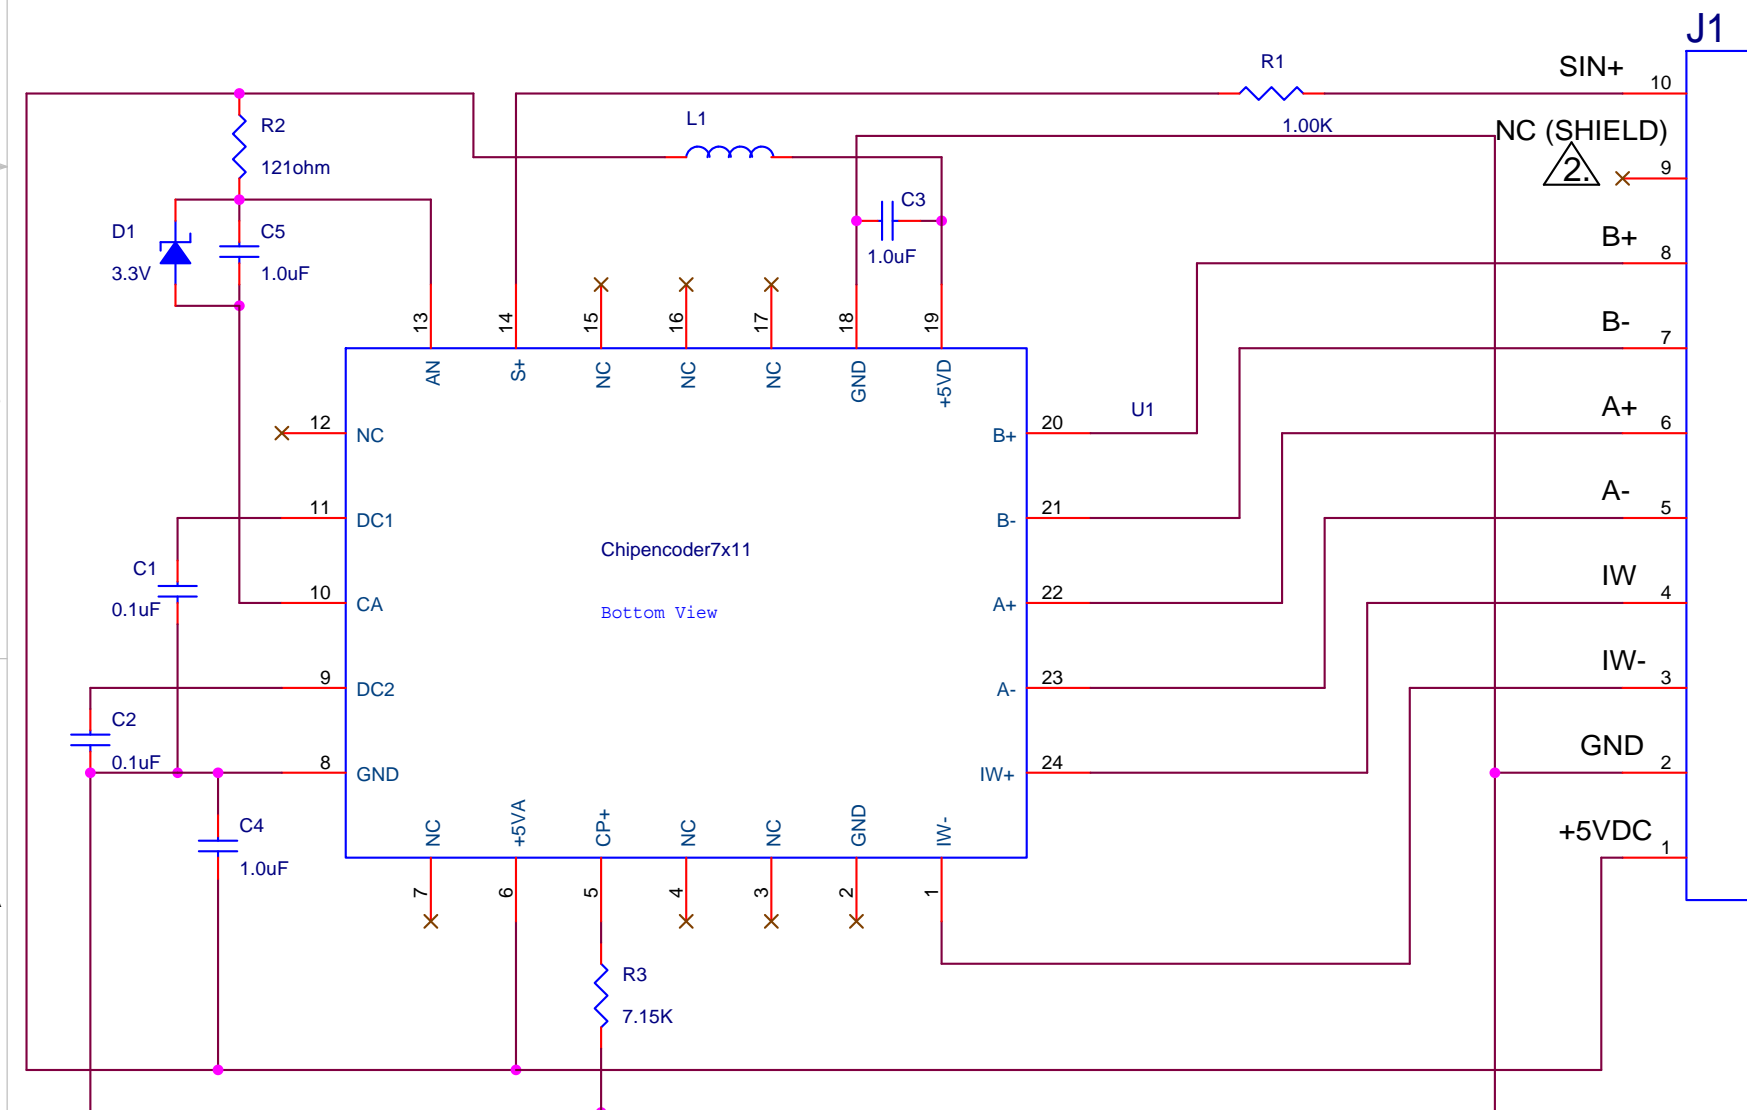 J1
R1
SIN+
10
L1
1.00K
NC (SHIELD)
R2
121ohm
2.
9
C3
1.0uF
D1
3.3V
C5
1.0uF
B+
8
13
14
15
16
17
18
19
B-
7
AN
S+
NC
NC
NC
GND
+5VD
U1
A+
6
12
NC
20
B+
A-
5
11
DC1
21
B-
Chipencoder7x11
C1
0.1uF
IW
4
10
CA
22
A+
Bottom View
IW-
3
9
DC2
23
A-
C2
0.1uF
GND
2
8
GND
24
IW+
C4
1.0uF
NC
+5VA
CP+
NC
NC
GND
IW-
+5VDC
1
7
6
5
4
3
2
1
R3
7.15K